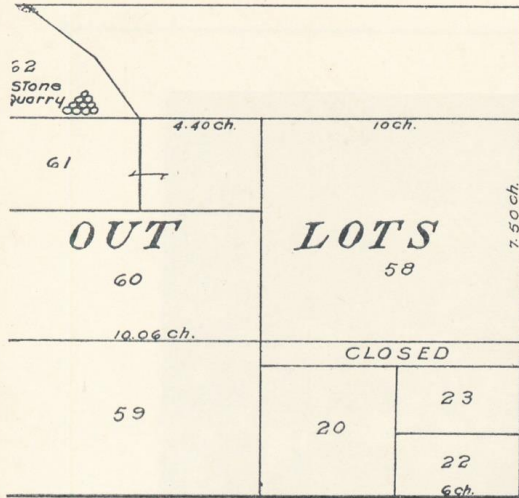 62
Stone
Quarry
4.40 ch.
10 ch.
61
7.50 ch.
OUT LOTS
60
58
10.06 ch.
CLOSED
59
20
23
22
6 ch.